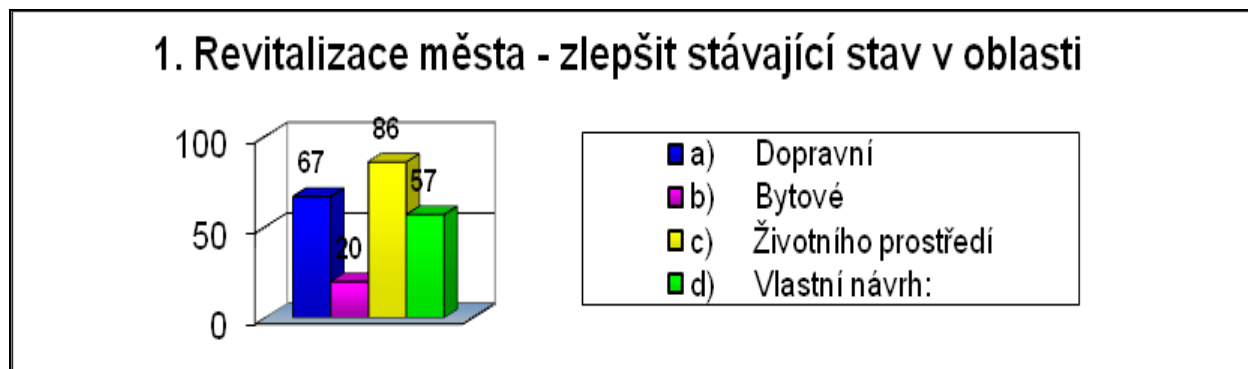 1. Revitalizace města - zlepšit stávající stav v oblasti
100
50
0
67
20
86
57
a) Dopravní
b) Bytové
c) Životního prostředí
d) Vlastní návrh: